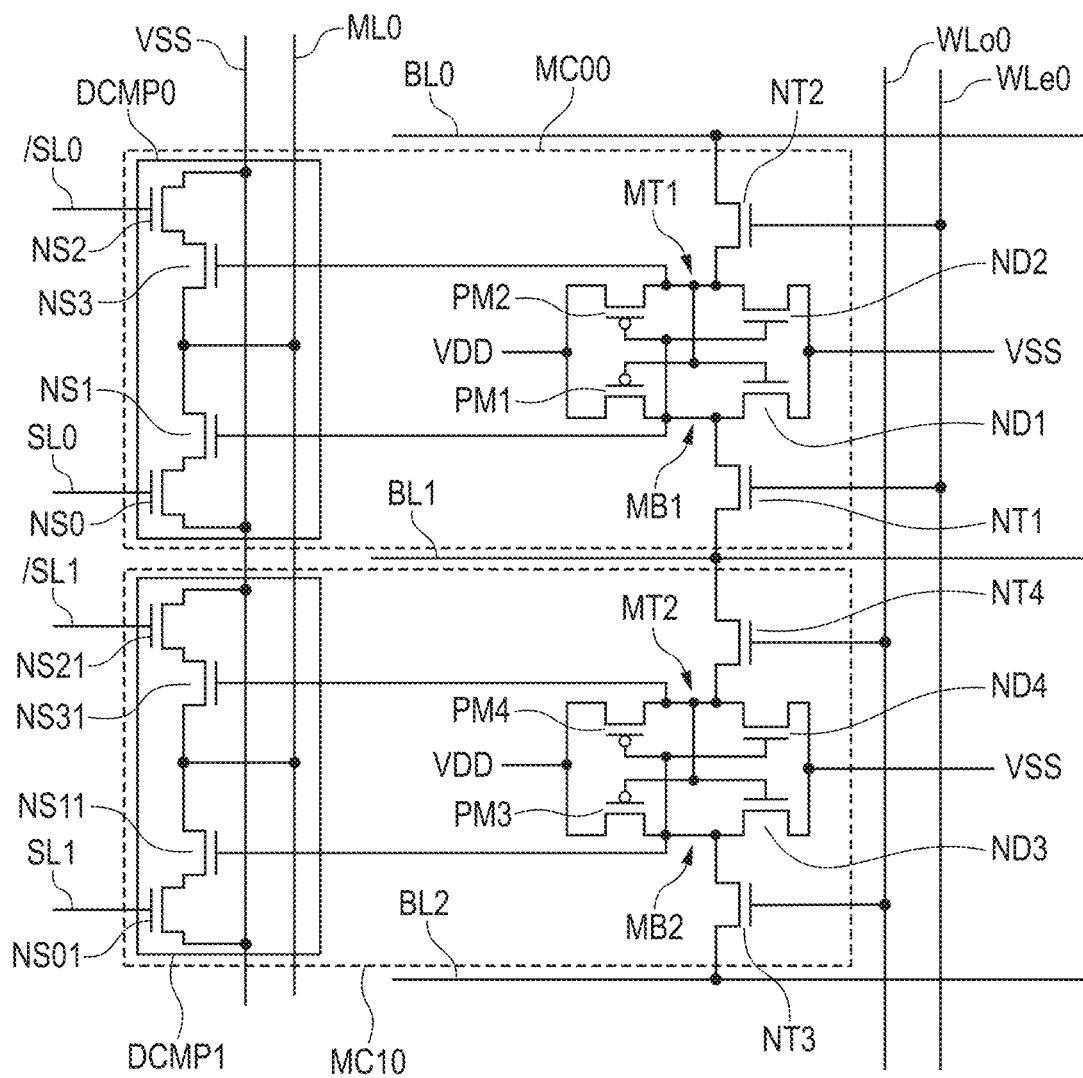 VSS
ML0
WLo0
BL0
MC00
NT2
WLe0
DCMP0
/SL0
MT1
NS2
ND2
NS3
PM2
VDD
VSS
NS1
PM1
SL0
ND1
BL1
MB1
NS0
NT1
/SL1
MT2
NT4
NS21
ND4
NS31
PM4
VDD
VSS
NS11
PM3
SL1
ND3
BL2
MB2
NS01
NT3
DCMP1
MC10